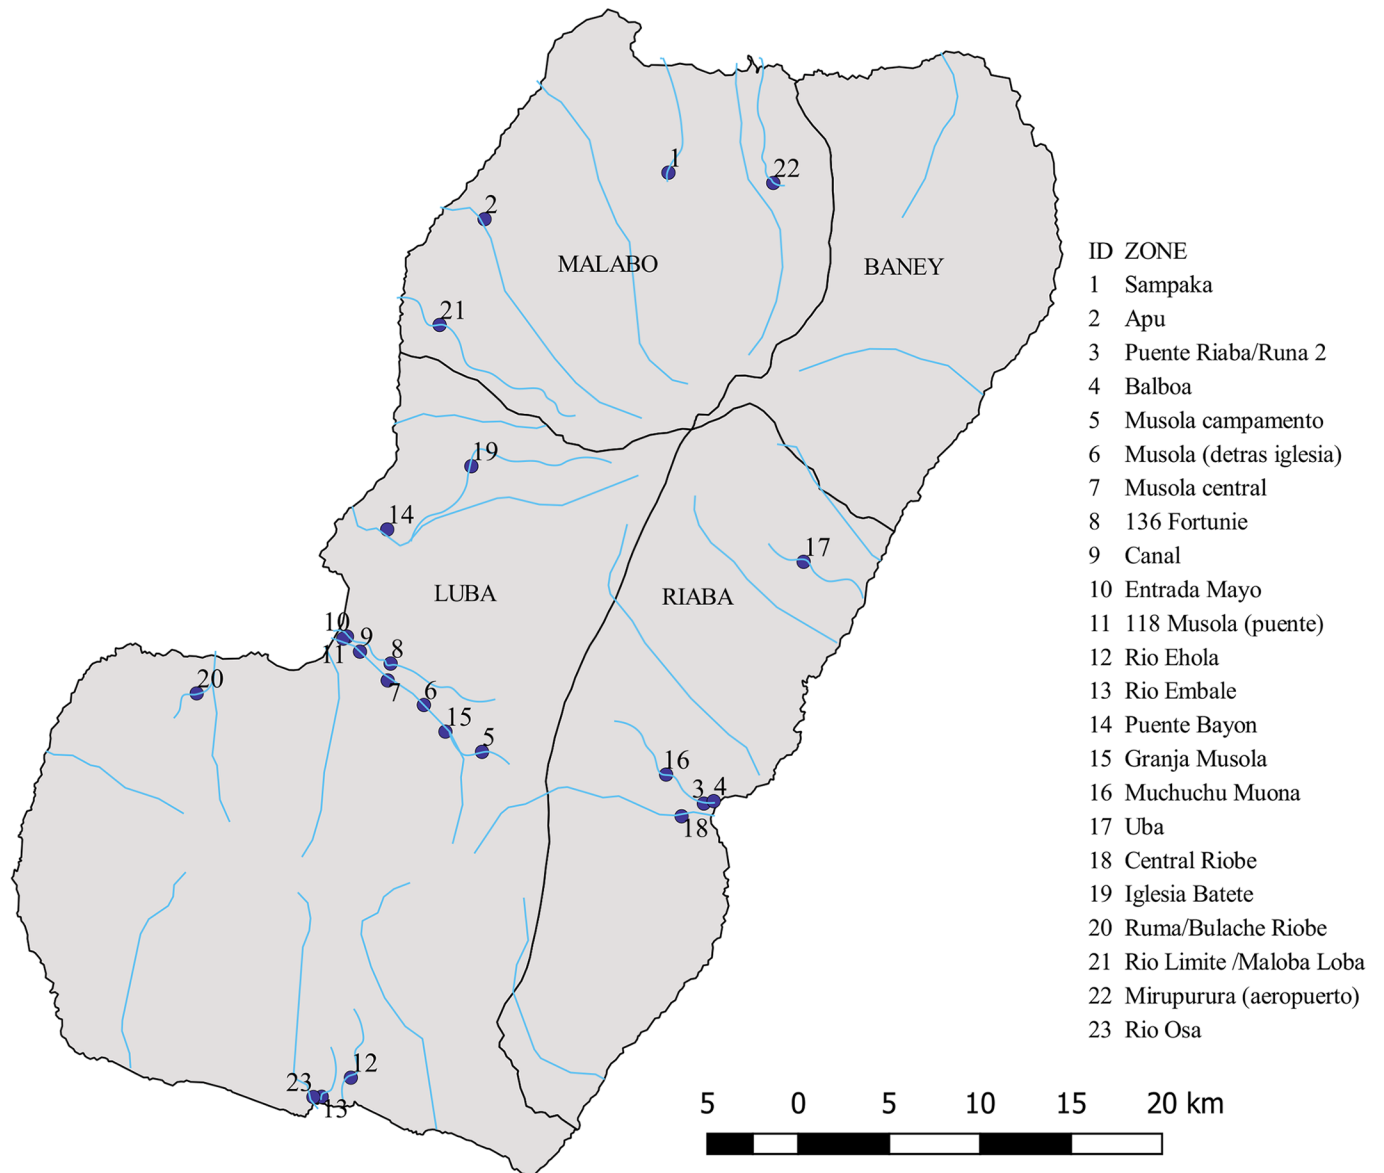 1
22
2
MALABO
BANEY
21
19
14
17
LUBA
RIABA
10
9
11
8
7
20
6
15
5
16
3
4
18
12
23
13
ID ZONE
1 Sampaka
2 Apu
3 Puente Riaba/Runa 2
4 Balboa
5 Musola campamento
6 Musola (detras iglesia)
7 Musola central
8 136 Fortunie
9 Canal
10 Entrada Mayo
11 118 Musola (puente)
12 Rio Ehola
13 Rio Embale
14 Puente Bayon
15 Granja Musola
16 Muchuchu Muona
17 Uba
18 Central Riobe
19 Iglesia Batete
20 Ruma/Bulache Riobe
21 Rio Limite /Maloba Loba
22 Mirupurura (aeropuerto)
23 Rio Osa
5 0 5 10 15 20 km